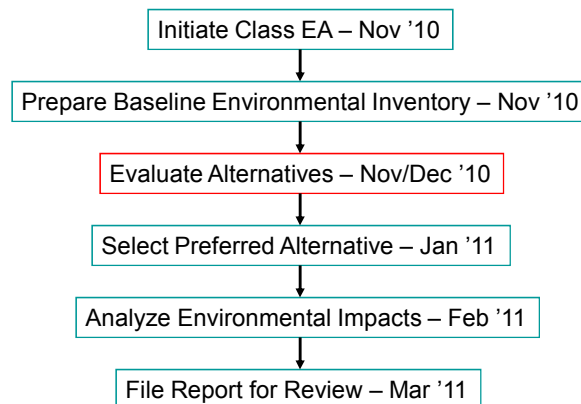 Initiate Class EA – Nov ’10
Prepare Baseline Environmental Inventory – Nov ’10
Evaluate Alternatives – Nov/Dec ’10
Select Preferred Alternative – Jan ’11
Analyze Environmental Impacts – Feb ’11
File Report for Review – Mar ’11